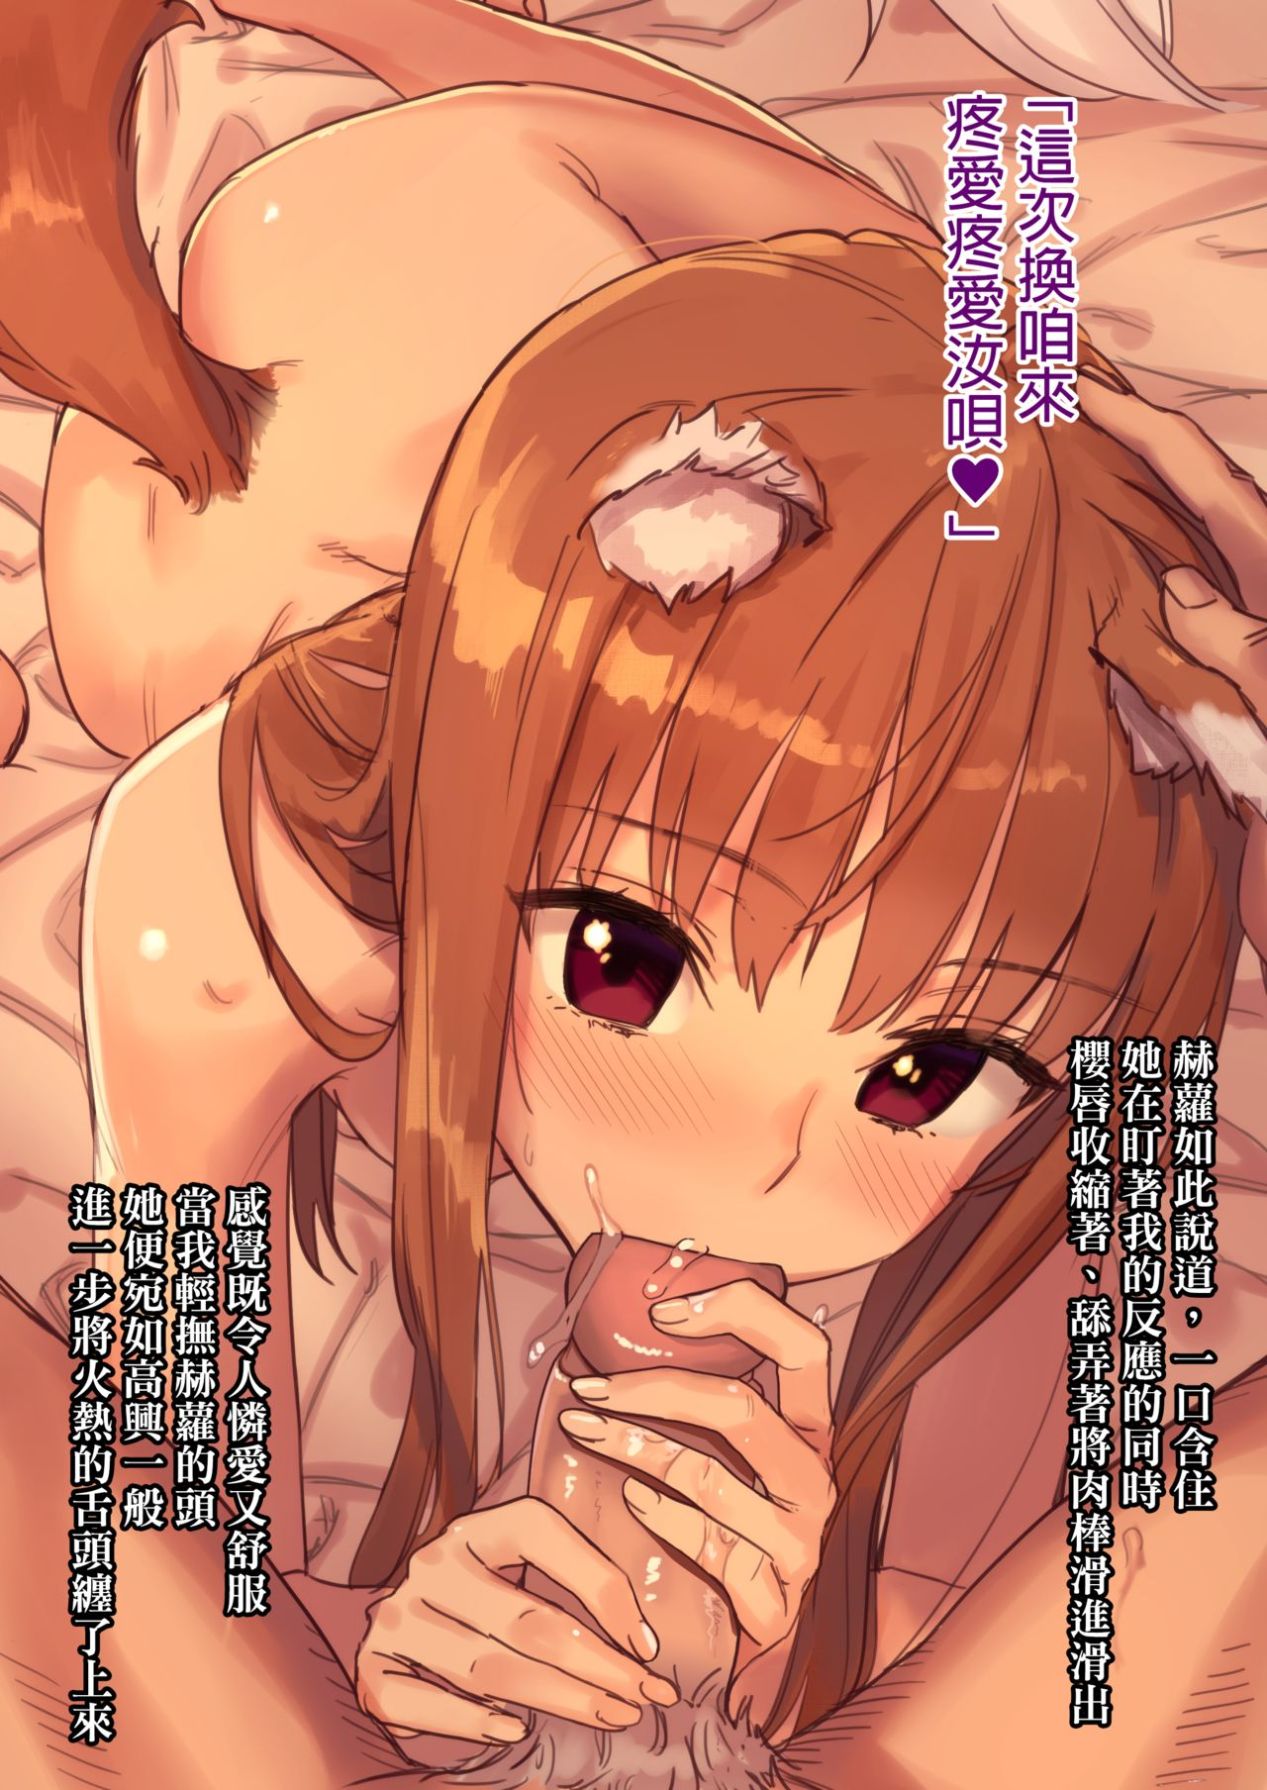 「這次換咱來
疼愛疼愛汝唄♥」
赫蘿如此說道，一口含住
她在盯著我的反應的同時
櫻唇收縮著、舔弄著將肉棒滑進滑出
感覺既令人憐愛又舒服
當我輕撫赫蘿的頭
她便宛如高興一般
進一步將火熱的舌頭纏了上來